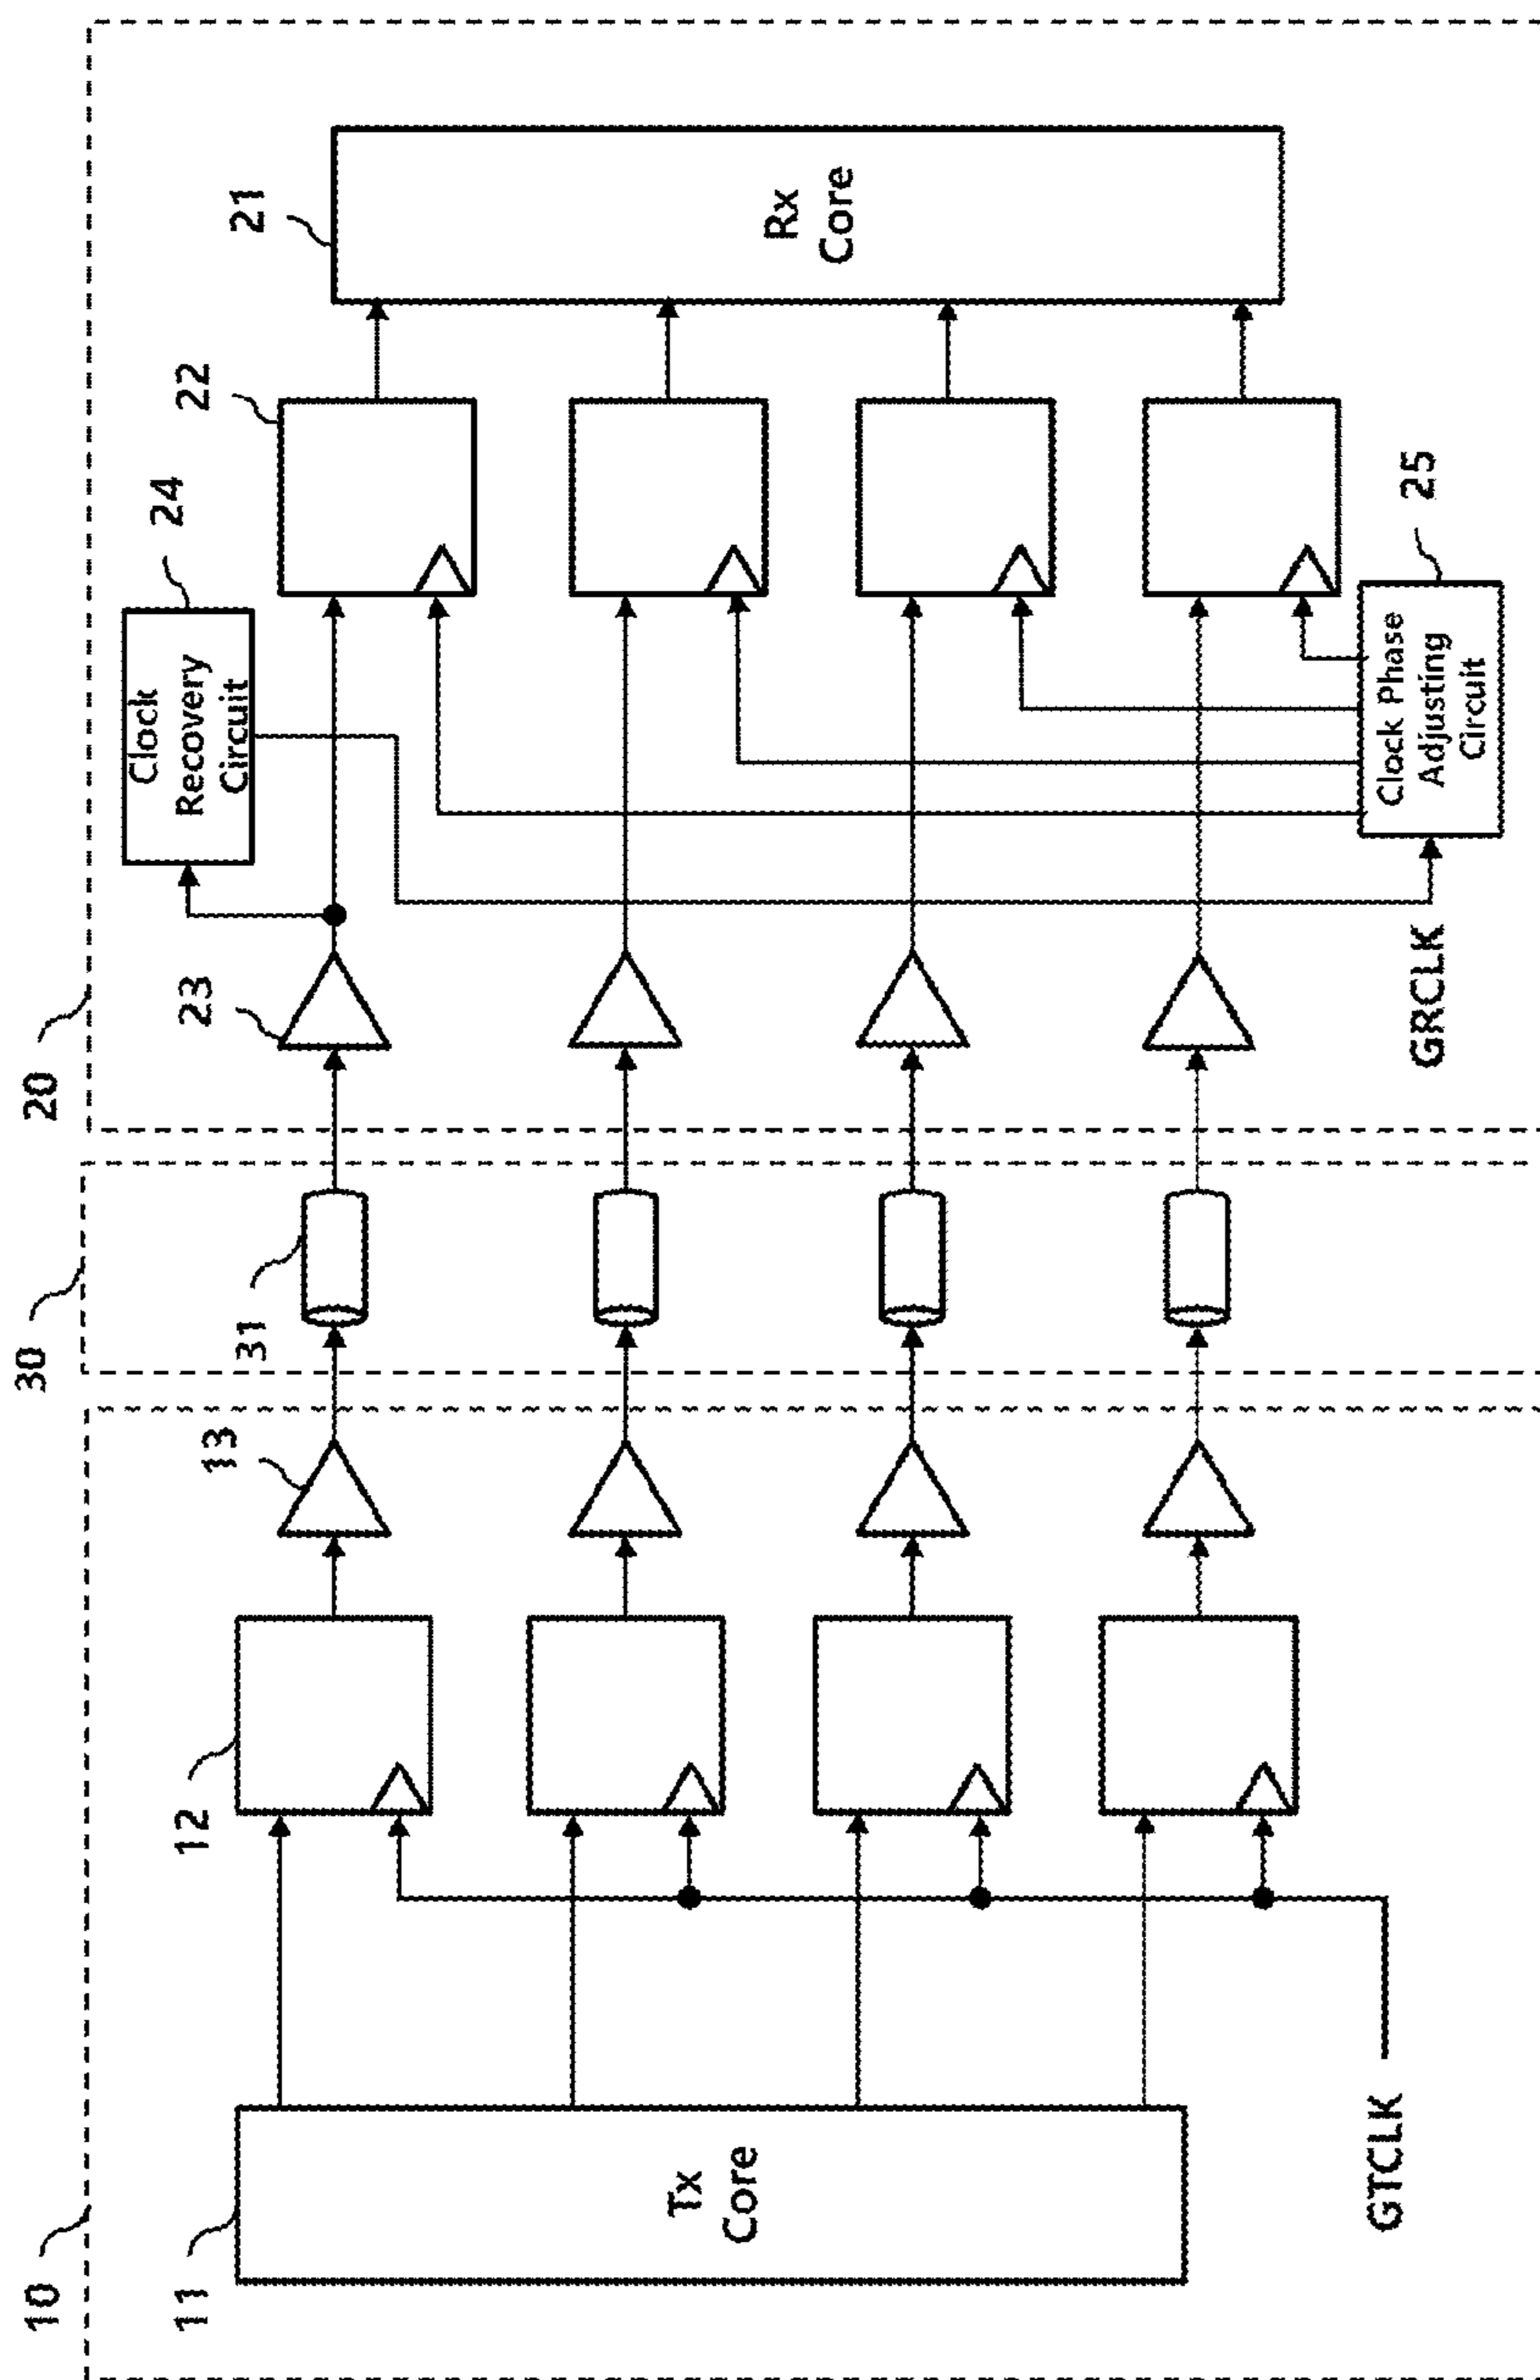 10
30
20
11
12
13
31
23
24
22
21
Tx
Core
Clock
Recovery
Circuit
Rx
Core
GTCLK
GRCLK
Clock Phase
Adjusting
Circuit
25